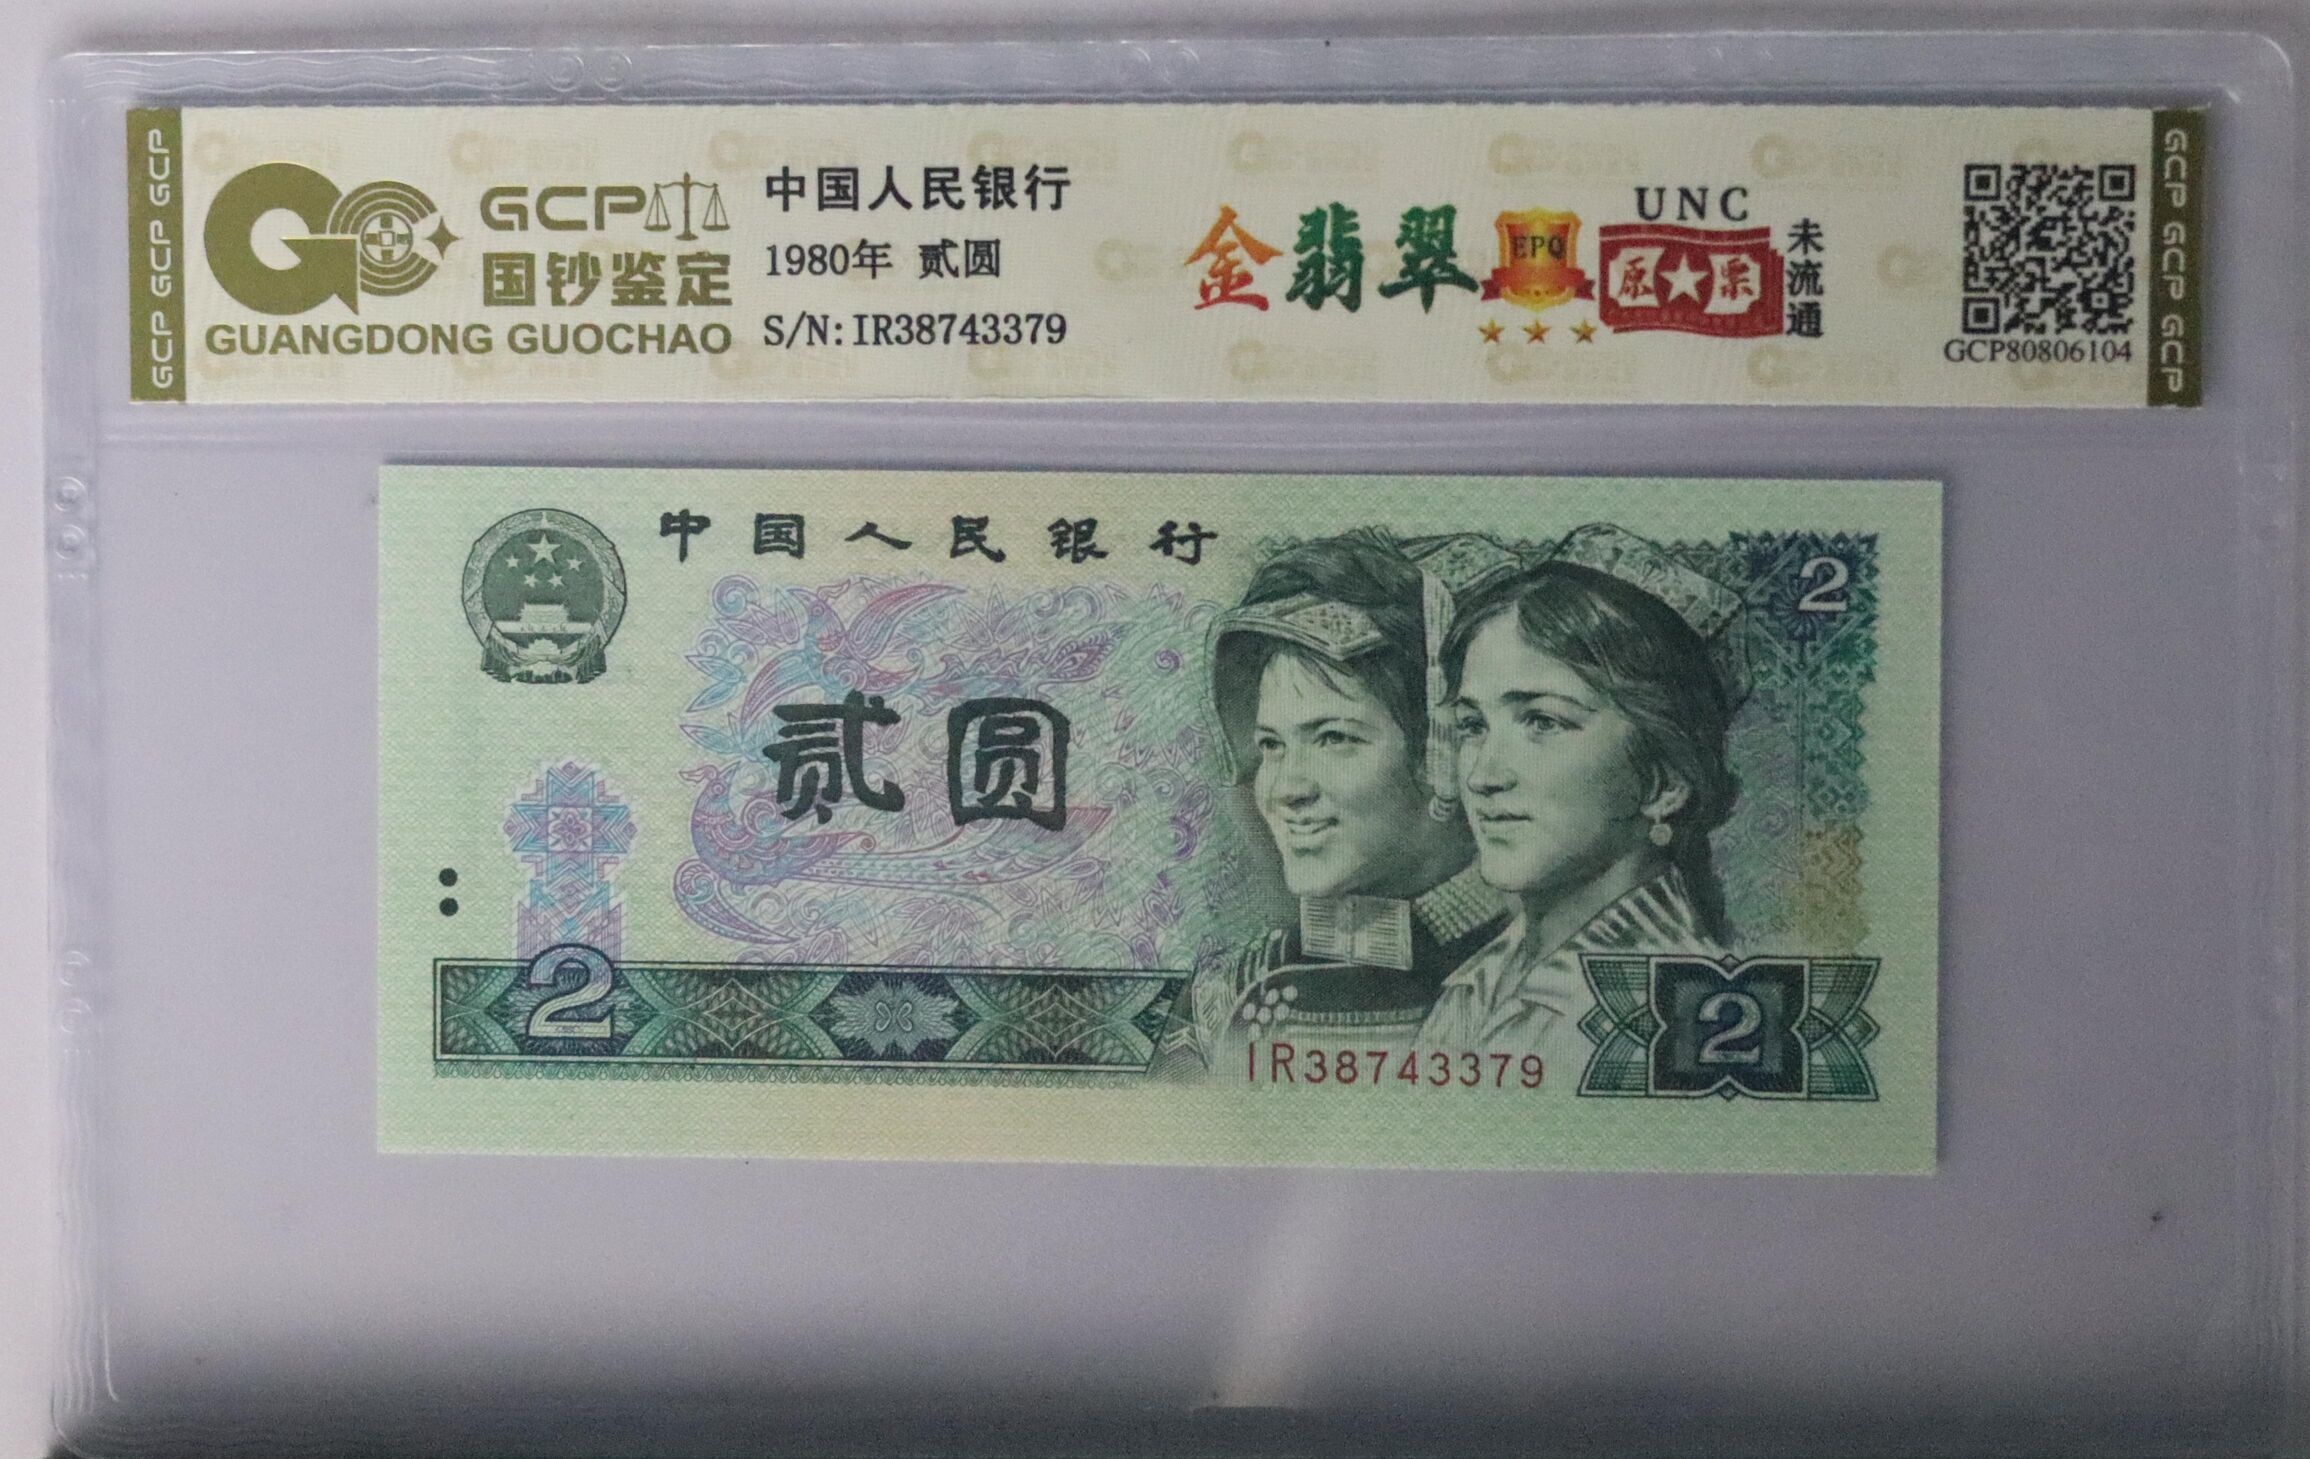 GCP GCP GCP
GCP
国钞鉴定
GUANGDONG GUOCHAO
中国人民银行
1980年 贰圆
S/N:IR38743379
金翡翠
EPQ
UNC
原票
未流通
GCP80806104
GCP GCP GCP
中国人民银行
2
贰圆
2
2
IR38743379